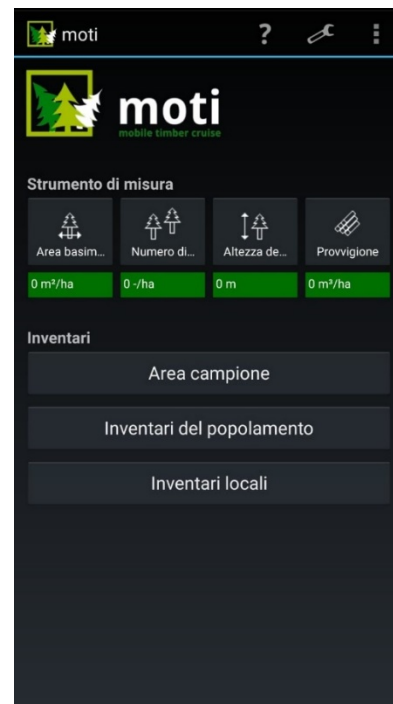 moti ?
moti
mobile timber cruise
Strumento di misura
Area basim... Numero di... Altezza de... Provvigione
0 m²/ha 0 -/ha 0 m 0 m³/ha
Inventari
Area campione
Inventari del popolamento
Inventari locali